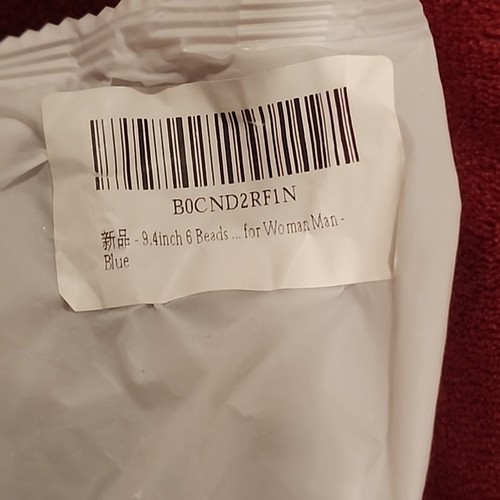 B0CND2RF1N
新品 - 9.4inch 6 Beads ... for Woman Man -
Blue